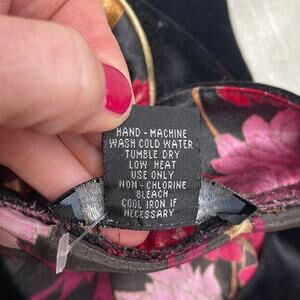 HAND - MACHINE
WASH COLD WATER
TUMBLE DRY
LOW HEAT
USE ONLY
NON - CHLORINE
BLEACH
COOL IRON IF
NECESSARY